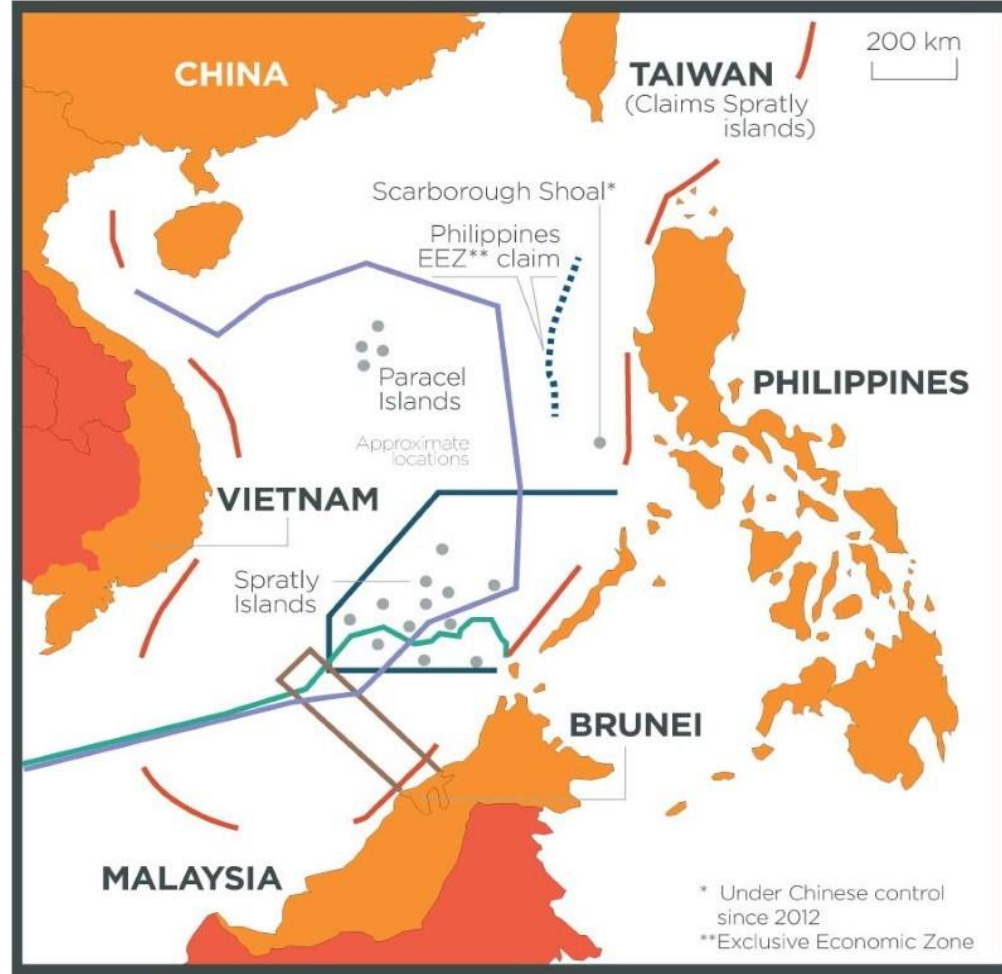 200 km
CHINA
TAIWAN
(Claims Spratly
islands)
Scarborough Shoal*
Philippines
EEZ** claim
Paracel
Islands
PHILIPPINES
Approximate
locations
VIETNAM
Spratly
Islands
BRUNEI
MALAYSIA
* Under Chinese control
since 2012
**Exclusive Economic Zone